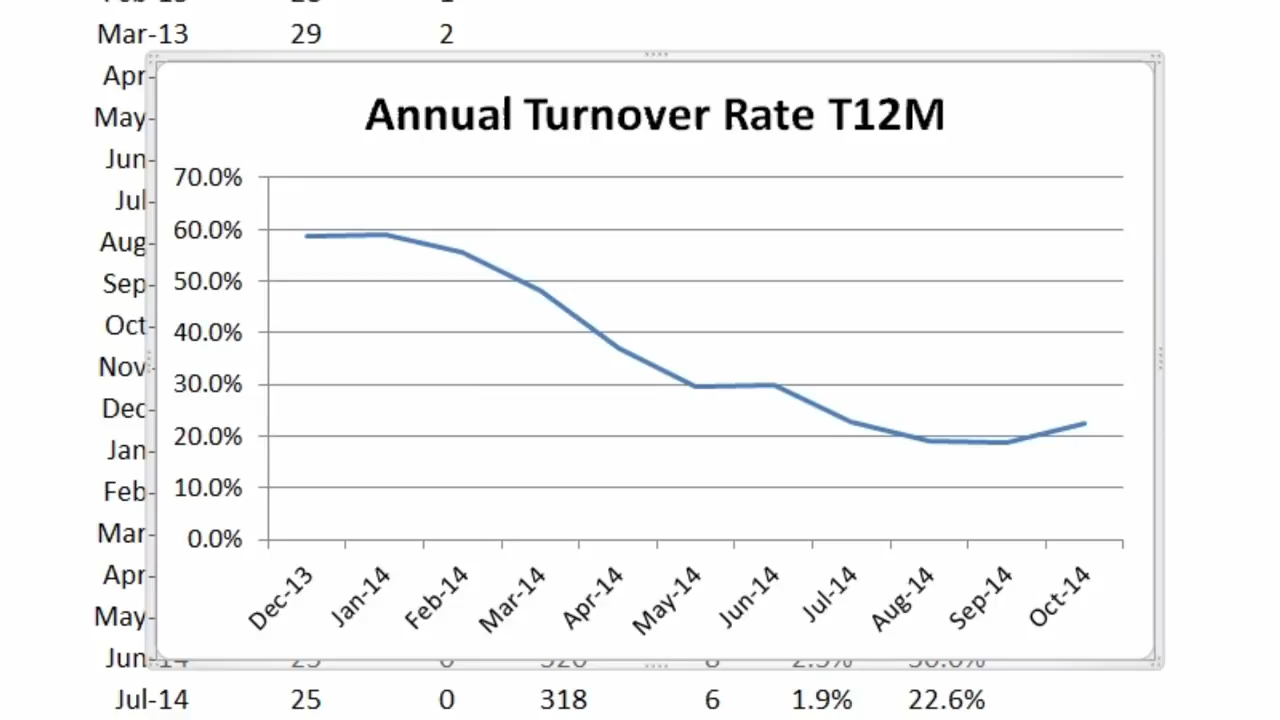 Mar-13 29 2
Apr-
May-
Jun-
Jul-
Aug-
Sep-
Oct-
Nov-
Dec-
Jan-
Feb-
Mar-
Apr-
May-
Annual Turnover Rate T12M
70.0%
60.0%
50.0%
40.0%
30.0%
20.0%
10.0%
0.0%
Dec-13 Jan-14 Feb-14 Mar-14 Apr-14 May-14 Jun-14 Jul-14 Aug-14 Sep-14 Oct-14
Jun-14
Jul-14 25 0 318 6 1.9% 22.6%